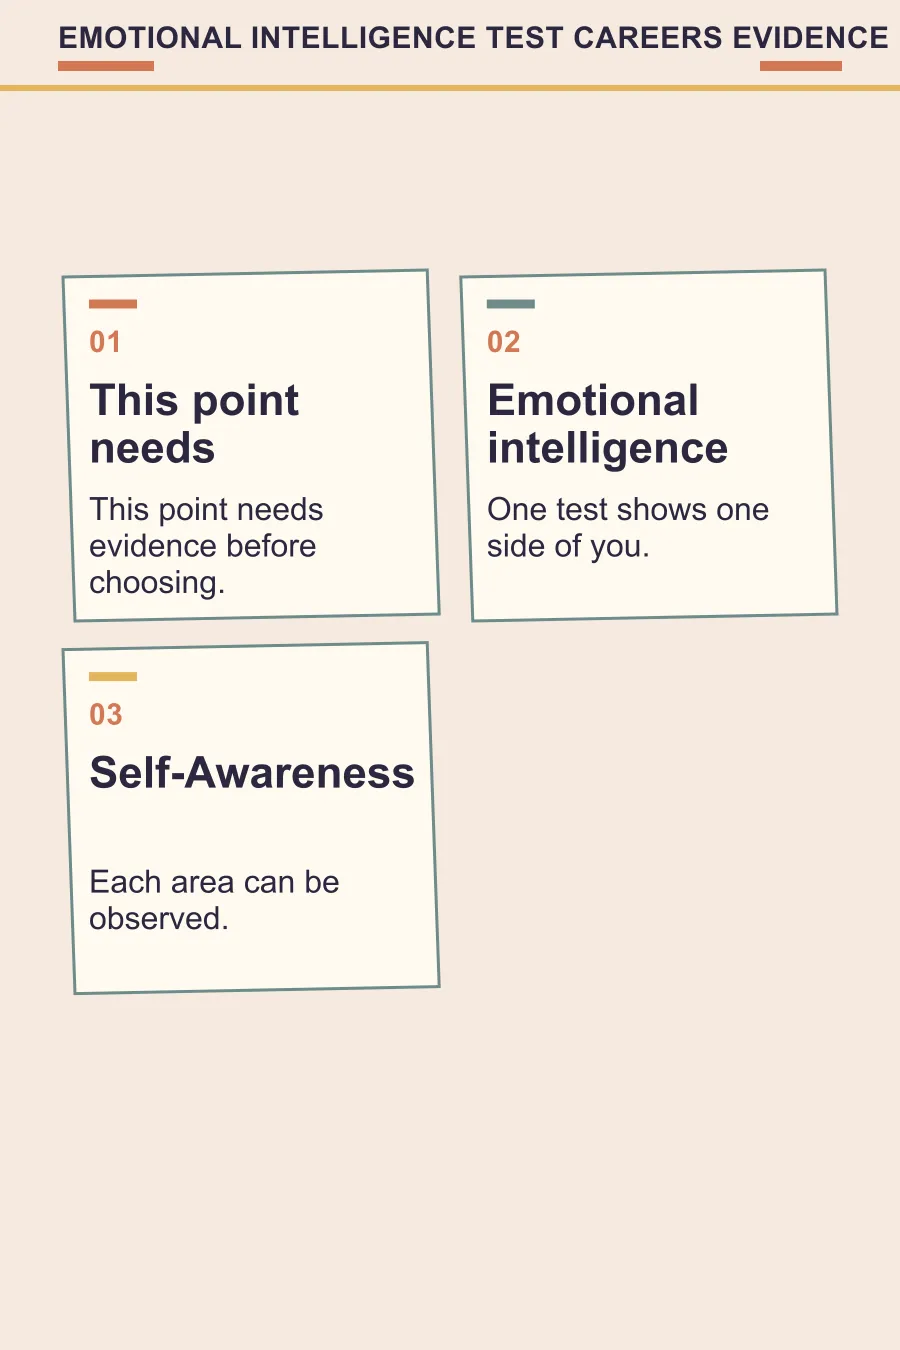 EMOTIONAL INTELLIGENCE TEST CAREERS EVIDENCE
01
This point
needs
This point needs
evidence before
choosing.
02
Emotional
intelligence
One test shows one
side of you.
03
Self-Awareness
Each area can be
observed.